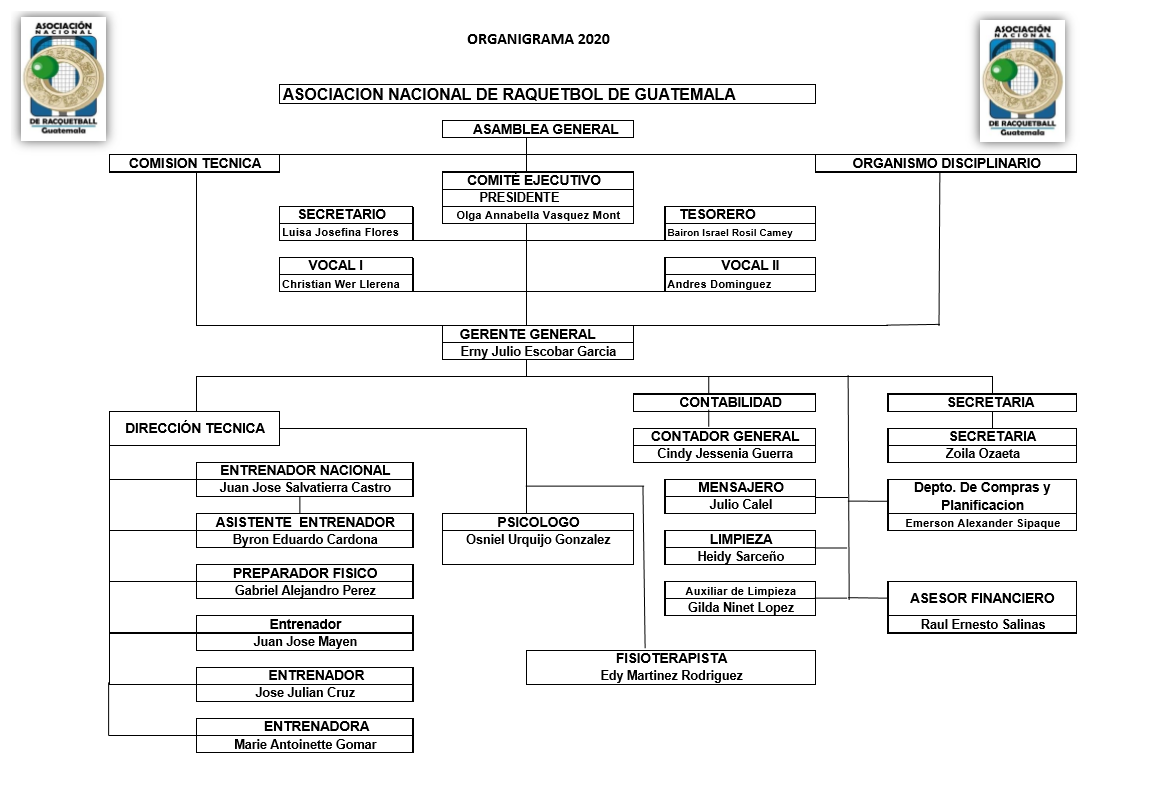 ASOCIACIÓN
NACIONAL
DE RACQUETBALL
Guatemala
ORGANIGRAMA 2020
ASOCIACIÓN
NACIONAL
DE RACQUETBALL
Guatemala
ASOCIACION NACIONAL DE RAQUETBOL DE GUATEMALA
ASAMBLEA GENERAL
COMISION TECNICA
ORGANISMO DISCIPLINARIO
COMITÉ EJECUTIVO
PRESIDENTE
Olga Annabella Vasquez Mont
SECRETARIO
Luisa Josefina Flores
TESORERO
Bairon Israel Rosil Camey
VOCAL I
Christian Wer Llerena
VOCAL II
Andres Dominguez
GERENTE GENERAL
Erny Julio Escobar Garcia
DIRECCIÓN TECNICA
CONTABILIDAD
SECRETARIA
CONTADOR GENERAL
Cindy Jessenia Guerra
SECRETARIA
Zoila Ozaeta
ENTRENADOR NACIONAL
Juan Jose Salvatierra Castro
MENSAJERO
Julio Calel
Depto. De Compras y
Planificacion
Emerson Alexander Sipaque
ASISTENTE ENTRENADOR
Byron Eduardo Cardona
PSICOLOGO
Osniel Urquijo Gonzalez
LIMPIEZA
Heidy Sarceño
PREPARADOR FISICO
Gabriel Alejandro Perez
Auxiliar de Limpieza
Gilda Ninet Lopez
ASESOR FINANCIERO
Raul Ernesto Salinas
Entrenador
Juan Jose Mayen
FISIOTERAPISTA
Edy Martinez Rodriguez
ENTRENADOR
Jose Julian Cruz
ENTRENADORA
Marie Antoinette Gomar